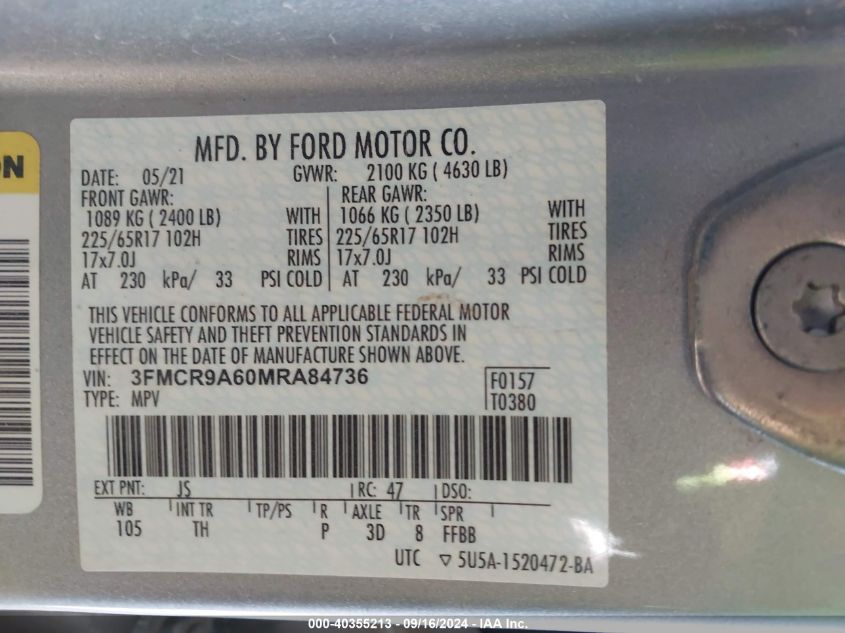 ON
MFD. BY FORD MOTOR CO.
DATE: 05/21 GVWR: 2100 KG ( 4630 LB)
FRONT GAWR: REAR GAWR:
1089 KG ( 2400 LB) WITH 1066 KG ( 2350 LB) WITH
225/65R17 102H TIRES 225/65R17 102H TIRES
17x7.0J RIMS 17x7.0J RIMS
AT 230 kPa/ 33 PSI COLD AT 230 kPa/ 33 PSI COLD
THIS VEHICLE CONFORMS TO ALL APPLICABLE FEDERAL MOTOR
VEHICLE SAFETY AND THEFT PREVENTION STANDARDS IN
EFFECT ON THE DATE OF MANUFACTURE SHOWN ABOVE.
VIN: 3FMCR9A60MRA84736 F0157
TYPE: MPV T0380
EXT PNT: JS RC: 47 DSO:
WB INT TR TP/PS R AXLE TR SPR
105 TH P 3D 8 FFBB
UTC ▽ 5U5A-1520472-BA
000-40355213 - 09/16/2024 - IAA Inc.